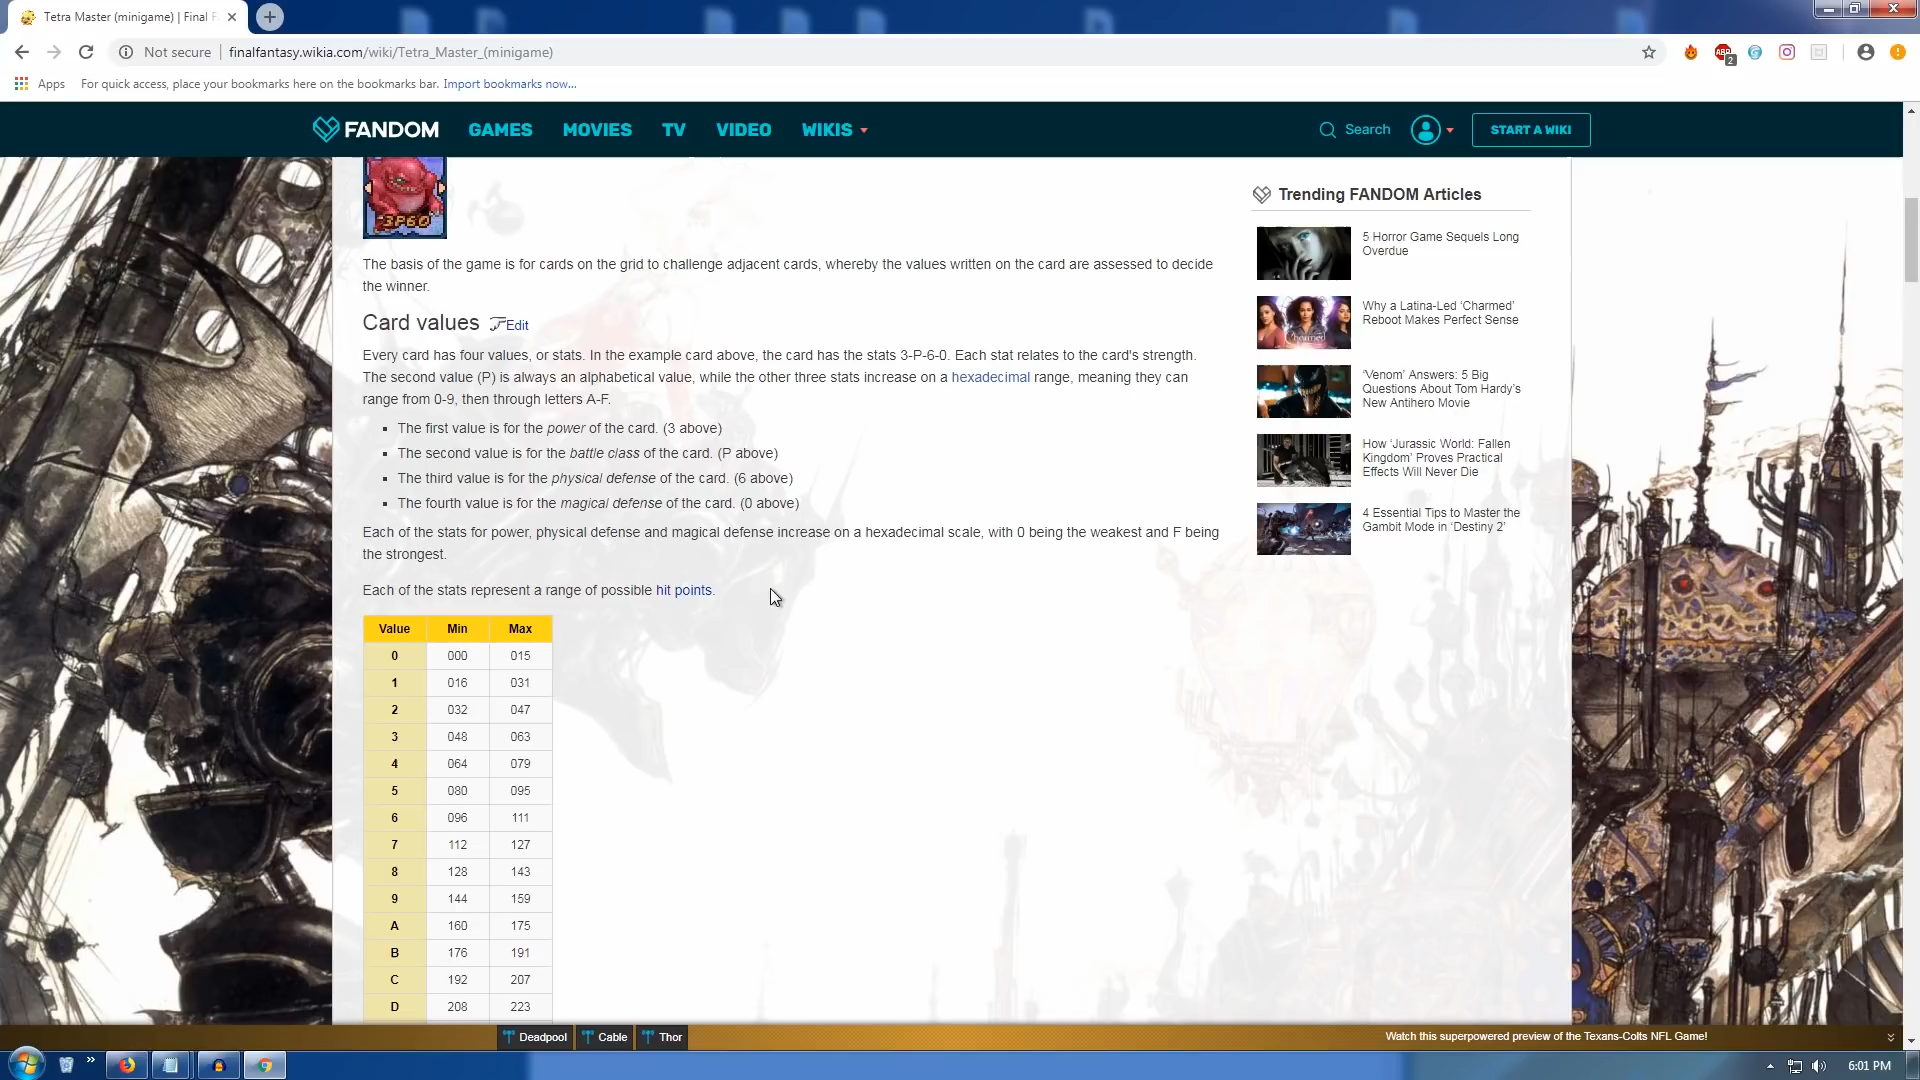 Tetra Master (minigame) | Final F
Not secure | finalfantasy.wikia.com/wiki/Tetra_Master_(minigame)
ABP
2
Apps For quick access, place your bookmarks here on the bookmarks bar. Import bookmarks now...
FANDOM GAMES MOVIES TV VIDEO WIKIS Search START A WIKI
3P60
The basis of the game is for cards on the grid to challenge adjacent cards, whereby the values written on the card are assessed to decide
the winner.
Card values Edit
Every card has four values, or stats. In the example card above, the card has the stats 3-P-6-0. Each stat relates to the card's strength.
The second value (P) is always an alphabetical value, while the other three stats increase on a hexadecimal range, meaning they can
range from 0-9, then through letters A-F.
The first value is for the power of the card. (3 above)
The second value is for the battle class of the card. (P above)
The third value is for the physical defense of the card. (6 above)
The fourth value is for the magical defense of the card. (0 above)
Each of the stats for power, physical defense and magical defense increase on a hexadecimal scale, with 0 being the weakest and F being
the strongest.
Each of the stats represent a range of possible hit points.
Value Min Max
0 000 015
1 016 031
2 032 047
3 048 063
4 064 079
5 080 095
6 096 111
7 112 127
8 128 143
9 144 159
A 160 175
B 176 191
C 192 207
D 208 223
Trending FANDOM Articles
5 Horror Game Sequels Long
Overdue
Why a Latina-Led ‘Charmed’
Reboot Makes Perfect Sense
‘Venom’ Answers: 5 Big
Questions About Tom Hardy’s
New Antihero Movie
How ‘Jurassic World: Fallen
Kingdom’ Proves Practical
Effects Will Never Die
4 Essential Tips to Master the
Gambit Mode in ‘Destiny 2’
Deadpool Cable Thor Watch this superpowered preview of the Texans-Colts NFL Game!
6:01 PM